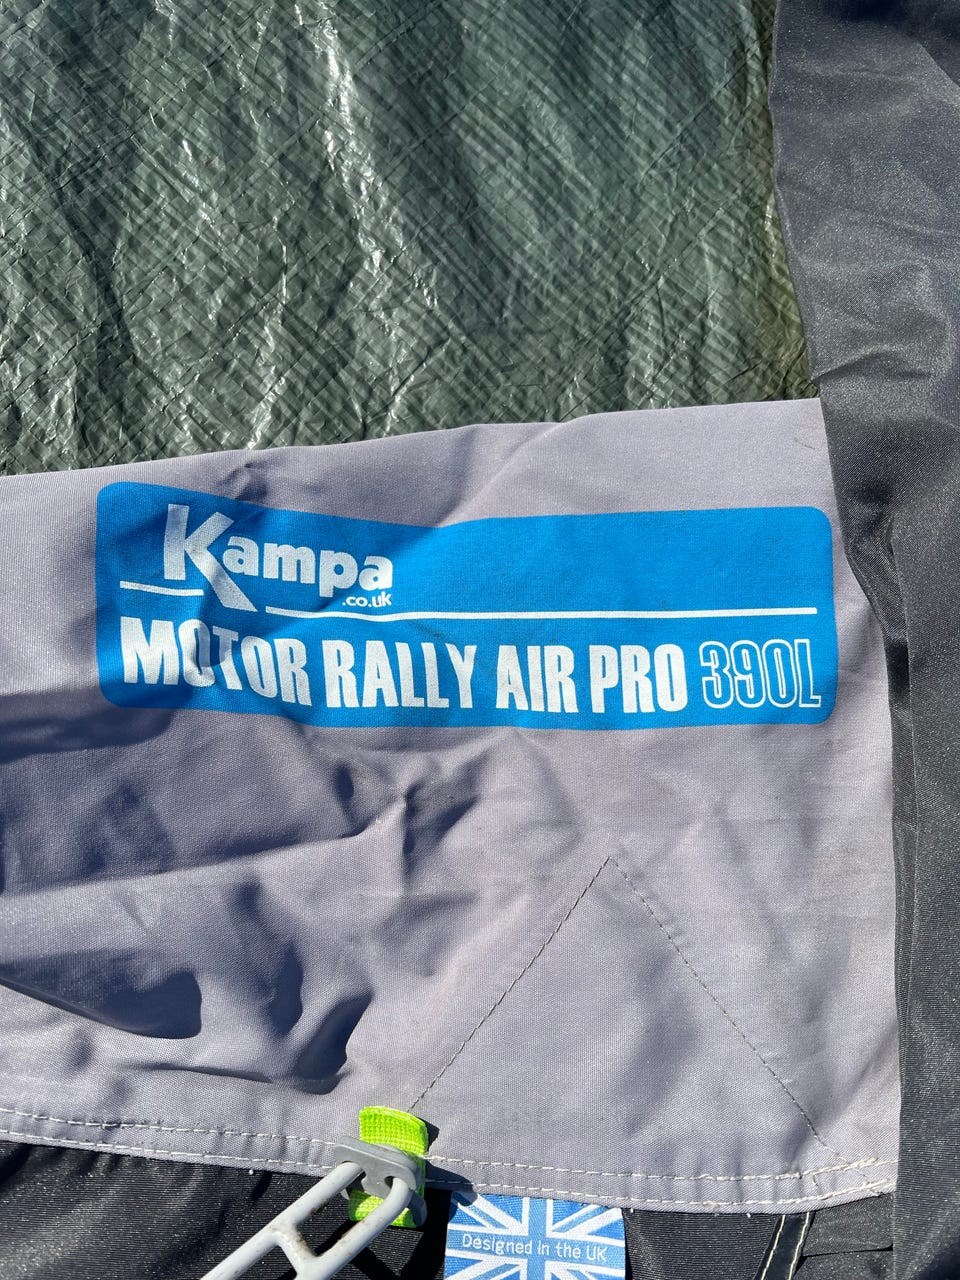 Kampa
.co.uk
MOTOR RALLY AIR PRO 390L
Designed in the UK